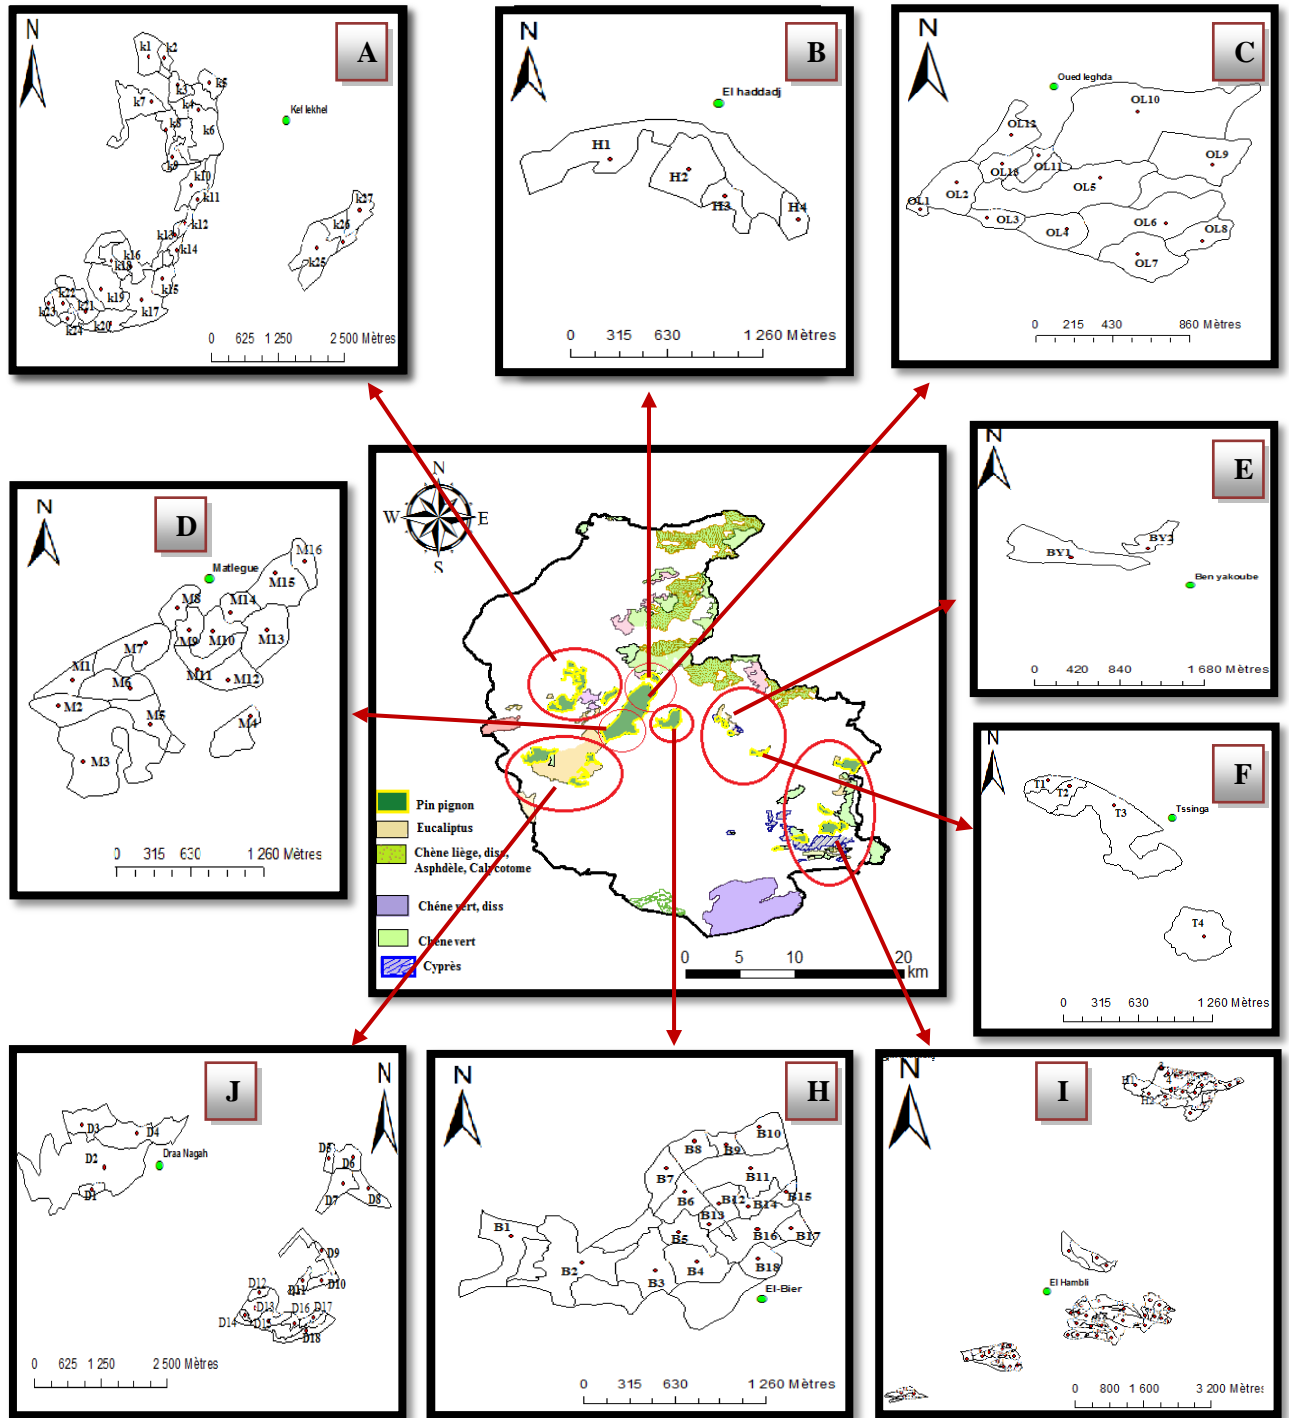 N
A
k1
k2
k3
k5
k7
k4
k8
k6
Kel lekhel
k9
k10
k11
k12
k13
k14
k16
k18
k15
k19
k17
k22
k23
k21
k24
k20
k27
k26
k25
0 625 1 250 2 500 Mètres
N
B
El haddadj
H1
H2
H3
H4
0 315 630 1 260 Mètres
N
C
Oued leghda
OL10
OL12
OL9
OL13
OL11
OL5
OL2
OL1
OL3
OL4
OL6
OL8
OL7
0 215 430 860 Mètres
N
D
Matlegue
M16
M15
M8
M14
M9
M10
M13
M7
M1
M6
M11
M12
M2
M5
M4
M3
0 315 630 1 260 Mètres
N
W E
S
Pin pignon
Eucaliptus
Chène liège, diss,
Asphdèle, Calycotome
Chéne vert, diss
Chene vert
Cyprès
0 5 10 20
km
N
E
BY1
BY2
Ben yakoube
0 420 840 1 680 Mètres
N
F
T1
T2
T3
Tssinga
T4
0 315 630 1 260 Mètres
J
N
D3
D4
D2
Draa Nagah
D1
D5
D6
D7
D8
D9
D10
D11
D12
D13
D14
D15
D16
D17
D18
0 625 1 250 2 500 Mètres
N
H
B10
B8
B9
B7
B11
B6
B12
B14
B15
B13
B1
B5
B16
B17
B2
B3
B4
B18
El-Bier
0 315 630 1 260 Mètres
N
I
H1
H2
El Hambli
0 800 1 600 3 200 Mètres